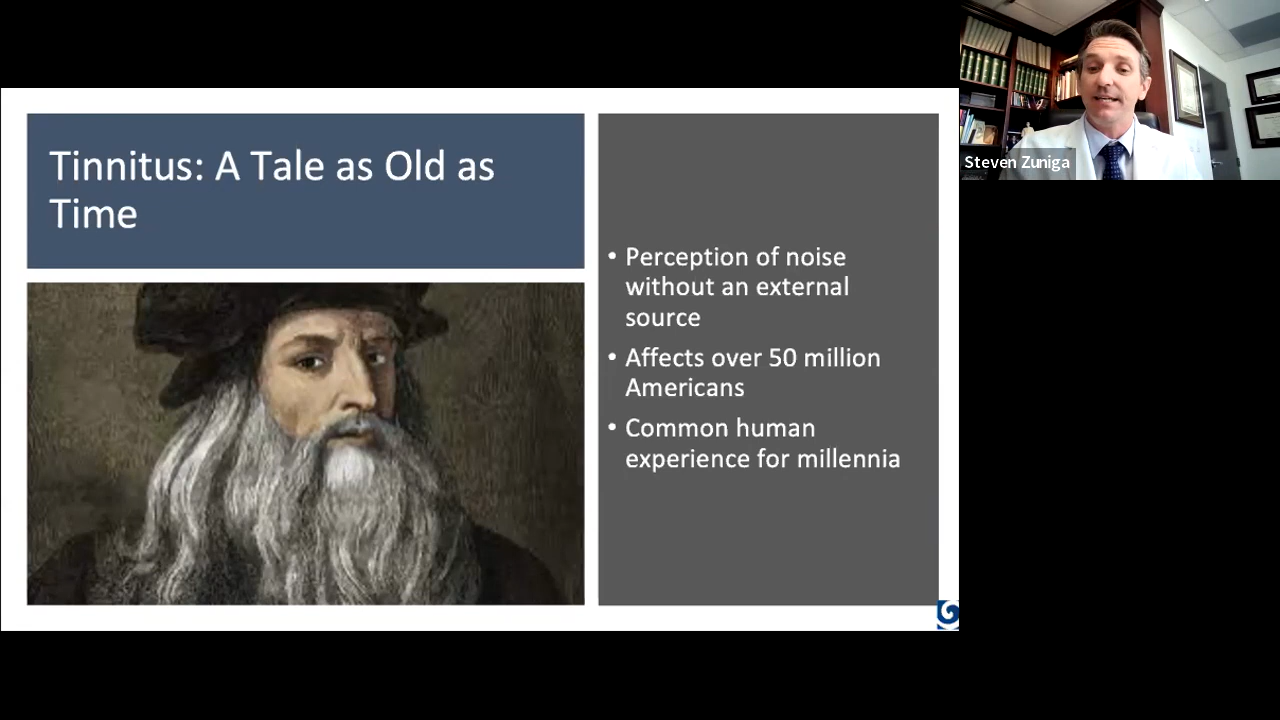 Tinnitus: A Tale as Old as
Time
• Perception of noise
without an external
source
• Affects over 50 million
Americans
• Common human
experience for millennia
Steven Zuniga